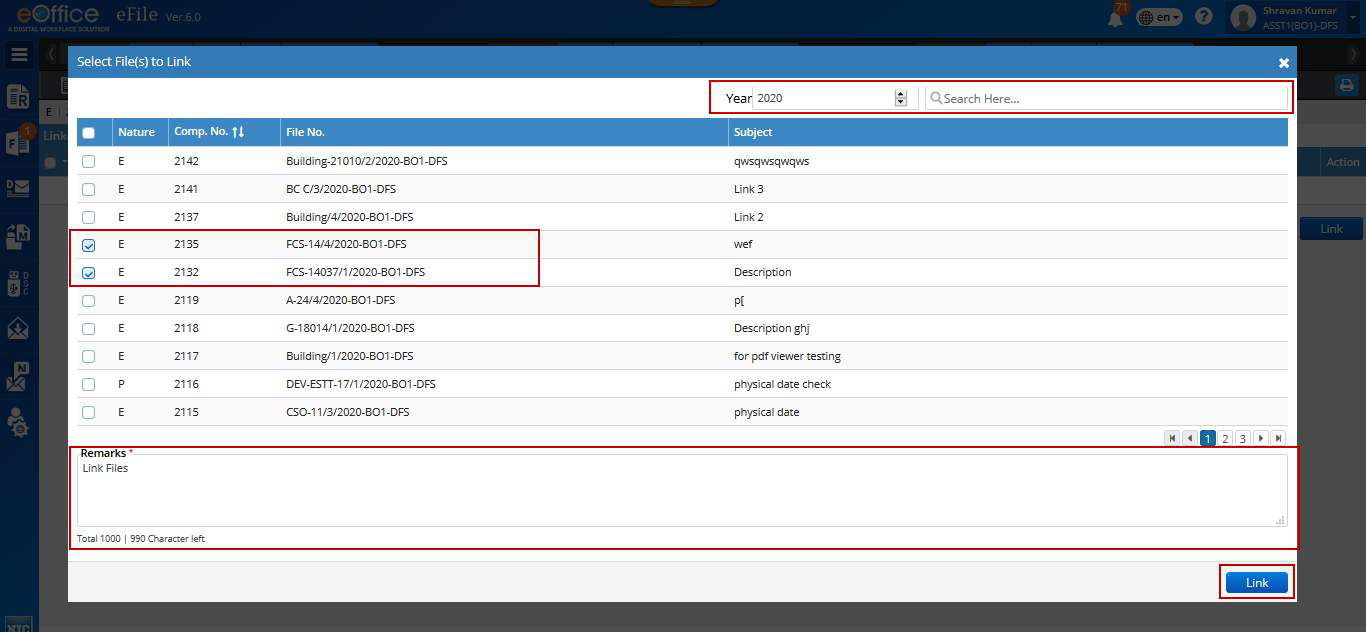 eOffice eFile Ver.6.0
A DIGITAL WORKPLACE SOLUTION
71
en
?
Shravan Kumar
ASST1(BO1)-DFS
Select File(s) to Link
Year 2020 Search Here...
Nature Comp. No. File No. Subject
E 2142 Building-21010/2/2020-BO1-DFS qwsqwsqwqws
E 2141 BC C/3/2020-BO1-DFS Link 3
E 2137 Building/4/2020-BO1-DFS Link 2
E 2135 FCS-14/4/2020-BO1-DFS wef
E 2132 FCS-14037/1/2020-BO1-DFS Description
E 2119 A-24/4/2020-BO1-DFS p[
E 2118 G-18014/1/2020-BO1-DFS Description ghj
E 2117 Building/1/2020-BO1-DFS for pdf viewer testing
P 2116 DEV-ESTT-17/1/2020-BO1-DFS physical date check
E 2115 CSO-11/3/2020-BO1-DFS physical date
1 2 3
Remarks *
Link Files
Total 1000 | 990 Character left
Link
R
E
1
F
Link
Action
D
M
Link
DSC
N
NIC